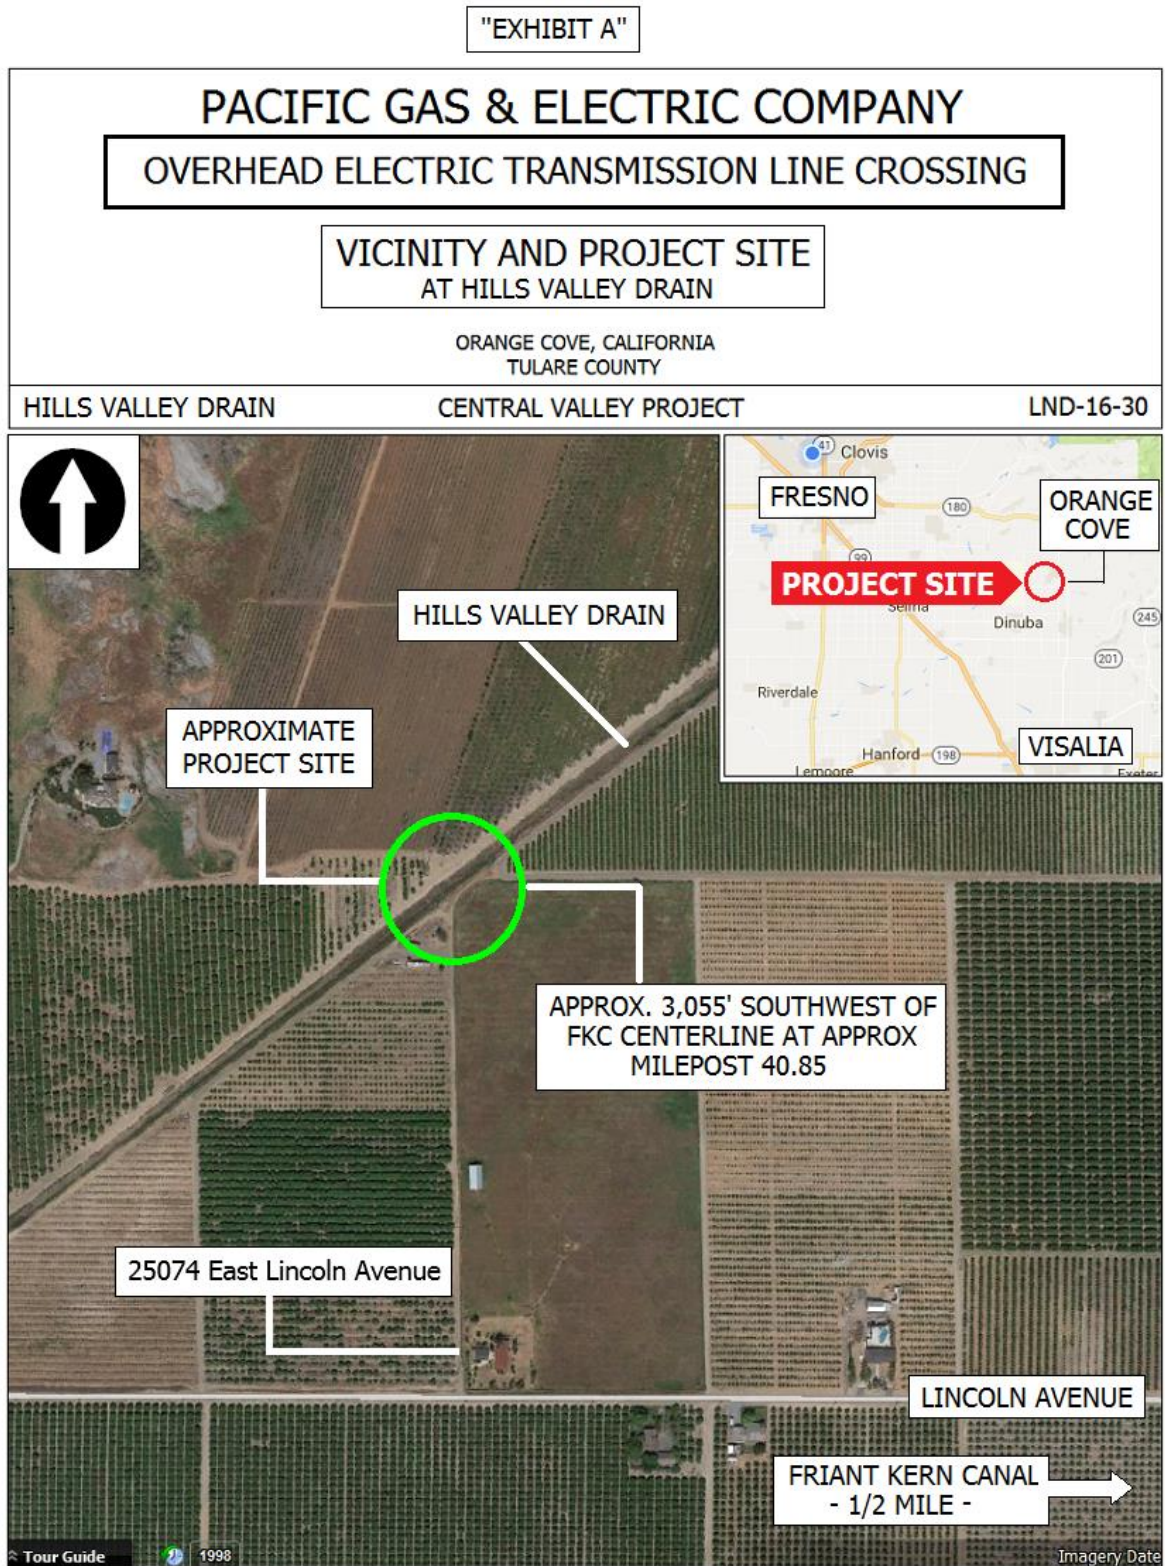 "EXHIBIT A"
PACIFIC GAS & ELECTRIC COMPANY
OVERHEAD ELECTRIC TRANSMISSION LINE CROSSING
VICINITY AND PROJECT SITE
AT HILLS VALLEY DRAIN
ORANGE COVE, CALIFORNIA
TULARE COUNTY
HILLS VALLEY DRAIN CENTRAL VALLEY PROJECT LND-16-30
41 Clovis
FRESNO
180
ORANGE
COVE
99
PROJECT SITE
Selma
Dinuba
245
201
Riverdale
VISALIA
Hanford 198
Lemoore
Exeter
HILLS VALLEY DRAIN
APPROXIMATE
PROJECT SITE
APPROX. 3,055' SOUTHWEST OF
FKC CENTERLINE AT APPROX
MILEPOST 40.85
25074 East Lincoln Avenue
LINCOLN AVENUE
FRIANT KERN CANAL
- 1/2 MILE -
Tour Guide
1998
Imagery Date